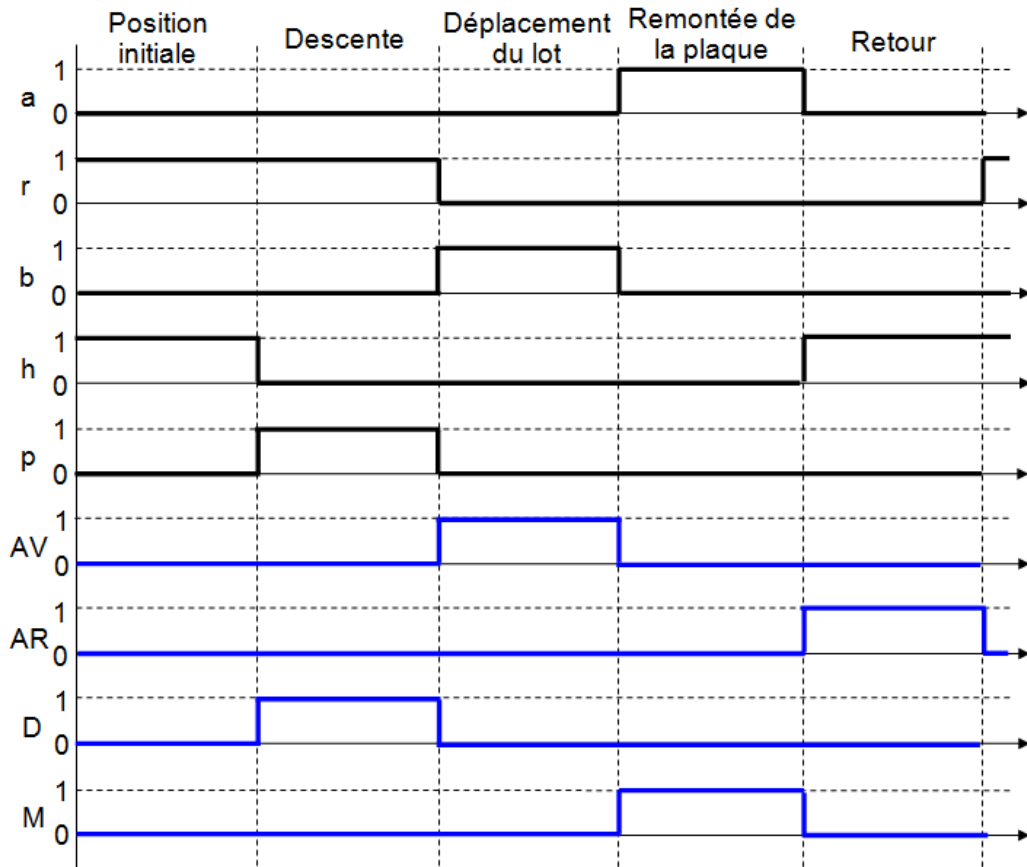 Position
initiale
Descente
Déplacement
du lot
Remontée de
la plaque
Retour
1
a
0
1
r
0
1
b
0
1
h
0
1
p
0
1
AV
0
1
AR
0
1
D
0
1
M
0